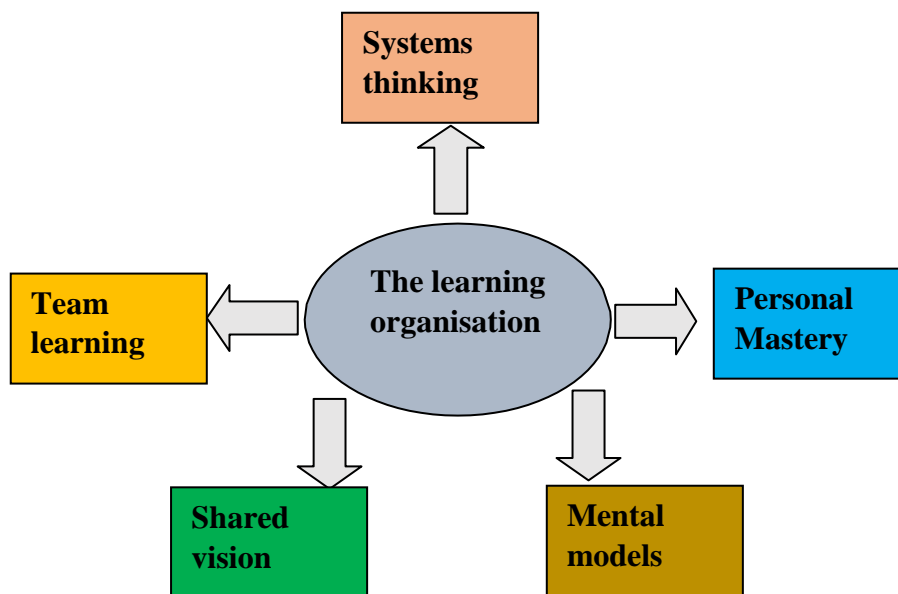 Systems
thinking
The learning
organisation
Team
learning
Personal
Mastery
Shared
vision
Mental
models